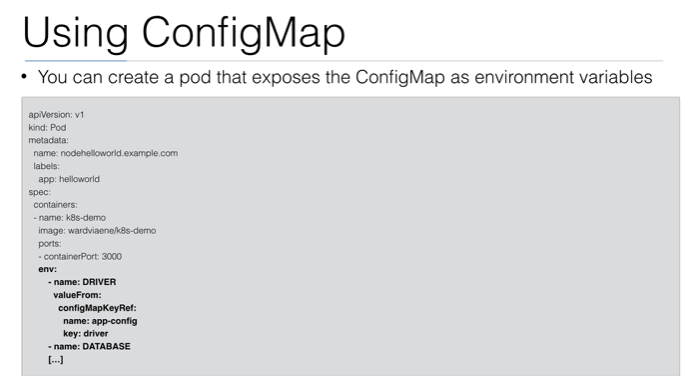 Using ConfigMap
• You can create a pod that exposes the ConfigMap as environment variables
apiVersion: v1
kind: Pod
metadata:
  name: nodehelloworld.example.com
  labels:
    app: helloworld
spec:
  containers:
  - name: k8s-demo
    image: wardviaene/k8s-demo
    ports:
    - containerPort: 3000
    env:
      - name: DRIVER
        valueFrom:
          configMapKeyRef:
            name: app-config
            key: driver
      - name: DATABASE
      [...]